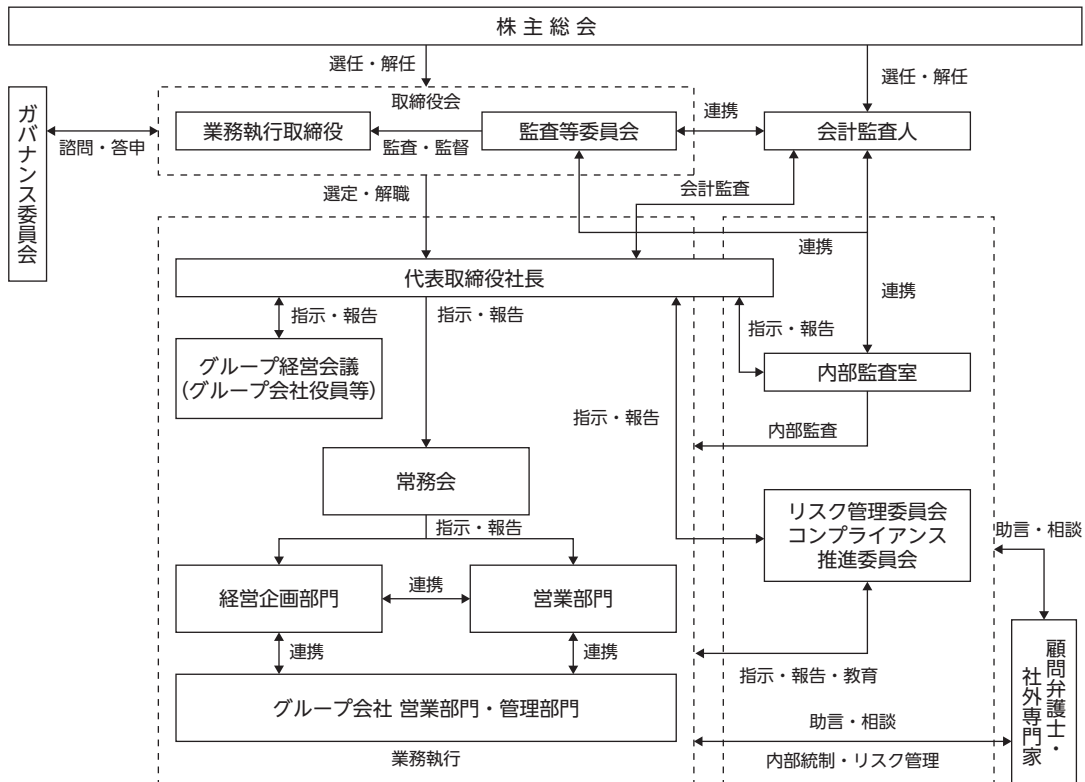 株主総会
選任・解任
選任・解任
ガバナンス委員会
諮問・答申
取締役会
業務執行取締役
監査・監督
監査等委員会
連携
会計監査人
選定・解職
会計監査
連携
連携
代表取締役社長
指示・報告
指示・報告
指示・報告
グループ経営会議
(グループ会社役員等)
内部監査室
指示・報告
内部監査
常務会
指示・報告
リスク管理委員会
コンプライアンス
推進委員会
助言・相談
経営企画部門
連携
営業部門
連携
連携
指示・報告・教育
グループ会社 営業部門・管理部門
顧問弁護士・
社外専門家
助言・相談
業務執行
内部統制・リスク管理